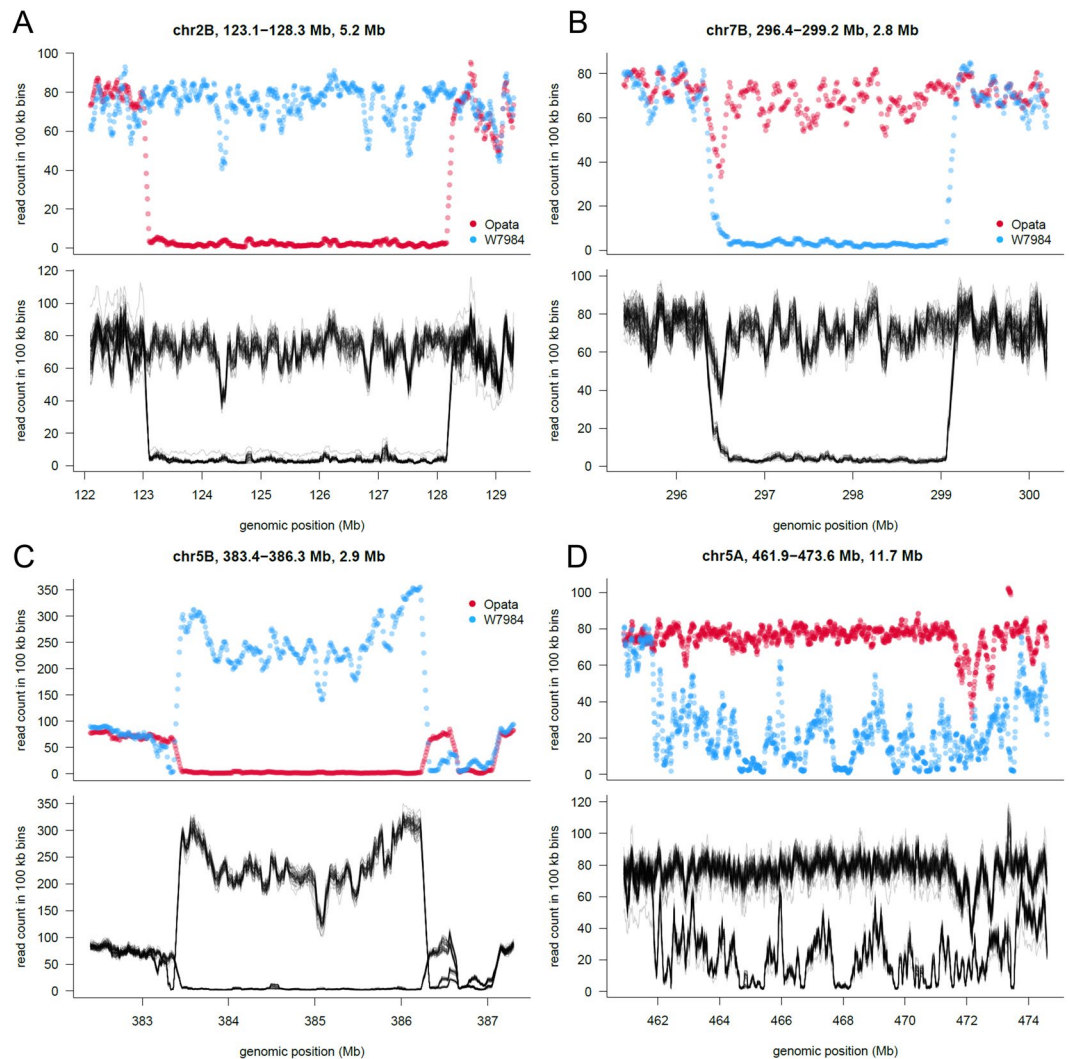 A
chr2B, 123.1−128.3 Mb, 5.2 Mb
read count in 100 kb bins
100
80
60
40
20
0
Opata
W7984
read count in 100 kb bins
120
100
80
60
40
20
0
122 123 124 125 126 127 128 129
genomic position (Mb)
B
chr7B, 296.4−299.2 Mb, 2.8 Mb
read count in 100 kb bins
80
60
40
20
0
Opata
W7984
read count in 100 kb bins
100
80
60
40
20
0
296 297 298 299 300
genomic position (Mb)
C
chr5B, 383.4−386.3 Mb, 2.9 Mb
read count in 100 kb bins
350
300
250
200
150
100
50
0
Opata
W7984
read count in 100 kb bins
350
300
250
200
150
100
50
0
383 384 385 386 387
genomic position (Mb)
D
chr5A, 461.9−473.6 Mb, 11.7 Mb
read count in 100 kb bins
100
80
60
40
20
0
read count in 100 kb bins
120
100
80
60
40
20
0
462 464 466 468 470 472 474
genomic position (Mb)